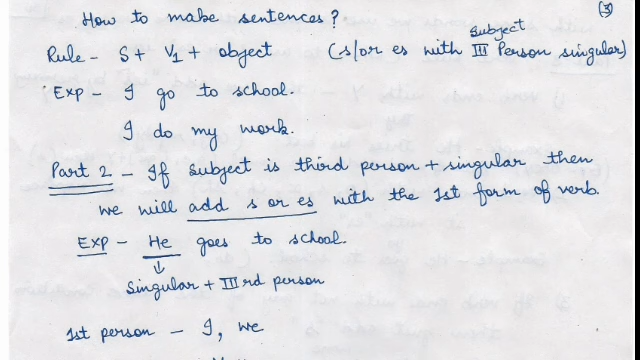 How to make sentences? (3)
Subject
Rule - S + V1 + object (s/or es with III Person singular)
Exp - I go to school.
I do my work.
Part 2 - If subject is third person + singular then
we will add s or es with the 1st form of verb.
Exp - He goes to school.
↓
Singular + IIIrd person
1st person - I, we